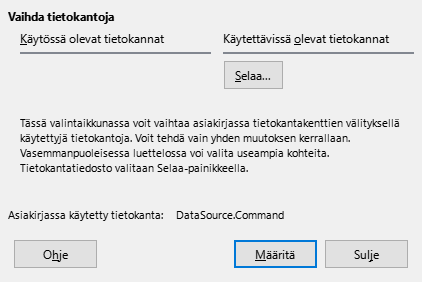 Vaihda tietokantoja
Käytössä olevat tietokannat
Käytettävissä olevat tietokannat
Selaa...
Tässä valintaikkunassa voit vaihtaa asiakirjassa tietokantakenttien välityksellä
käytettyjä tietokantoja. Voit tehdä vain yhden muutoksen kerrallaan.
Vasemmanpuoleisessa luettelossa voi valita useampia kohteita.
Tietokantatiedosto valitaan Selaa-painikkeella.
Asiakirjassa käytetty tietokanta: DataSource.Command
Ohje
Määritä
Sulje